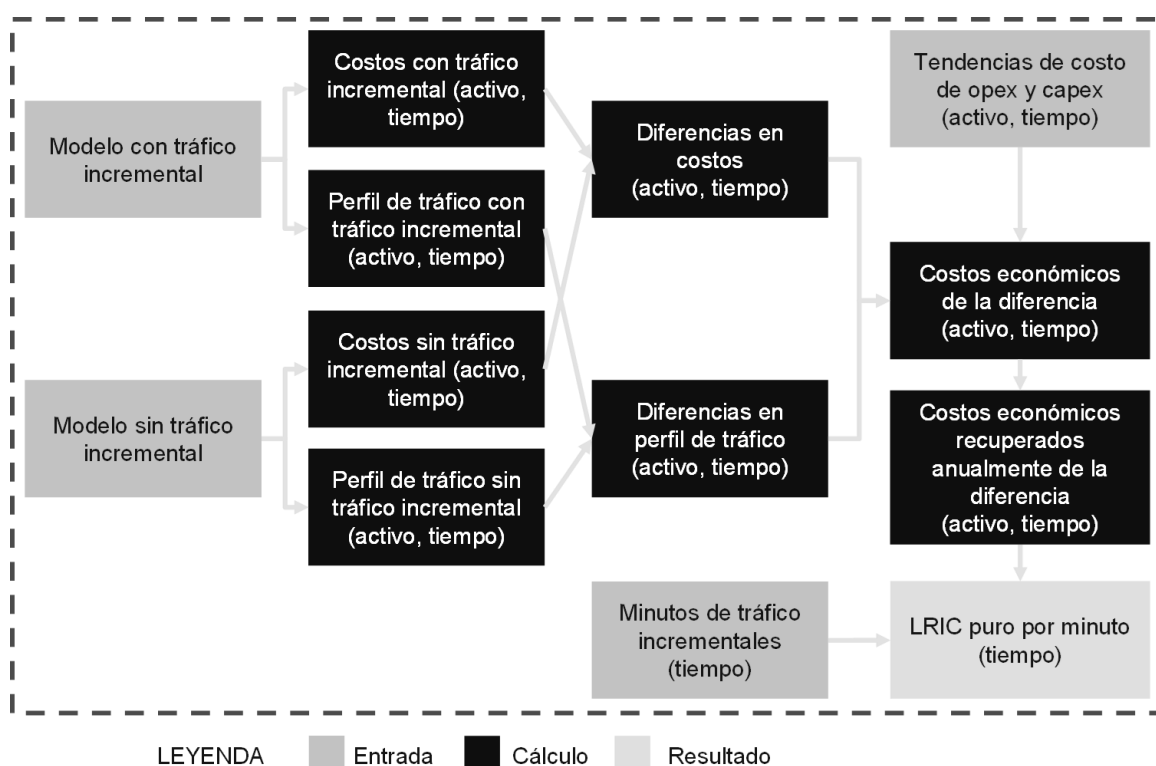 Modelo con tráfico
incremental
Modelo sin tráfico
incremental
Costos con tráfico
incremental (activo,
tiempo)
Perfil de tráfico con
tráfico incremental
(activo, tiempo)
Costos sin tráfico
incremental (activo,
tiempo)
Perfil de tráfico sin
tráfico incremental
(activo, tiempo)
Diferencias en
costos
(activo, tiempo)
Diferencias en
perfil de tráfico
(activo, tiempo)
Minutos de tráfico
incrementales
(tiempo)
Tendencias de costo
de opex y capex
(activo, tiempo)
Costos económicos
de la diferencia
(activo, tiempo)
Costos económicos
recuperados
anualmente de la
diferencia
(activo, tiempo)
LRIC puro por minuto
(tiempo)
LEYENDA
Entrada
Cálculo
Resultado